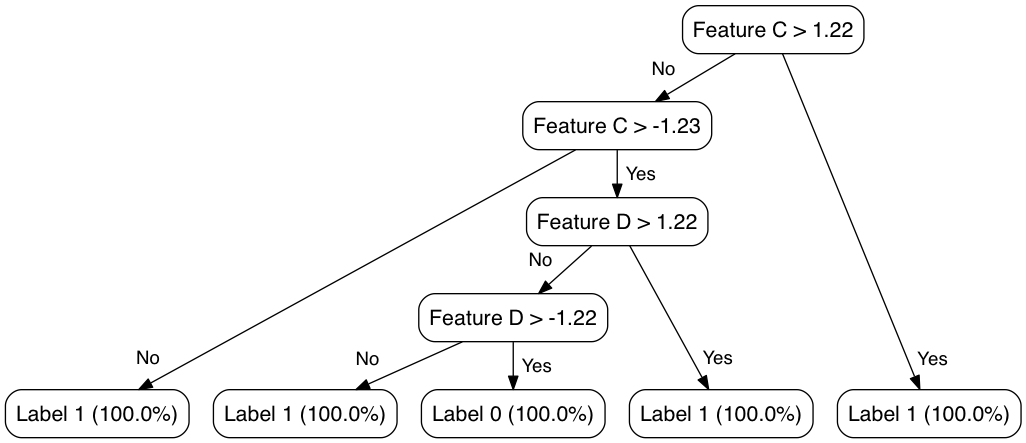 Feature C > 1.22
No
Feature C > -1.23
Yes
Feature D > 1.22
No
Feature D > -1.22
No
No
Yes
Yes
Yes
Label 1 (100.0%)
Label 1 (100.0%)
Label 0 (100.0%)
Label 1 (100.0%)
Label 1 (100.0%)